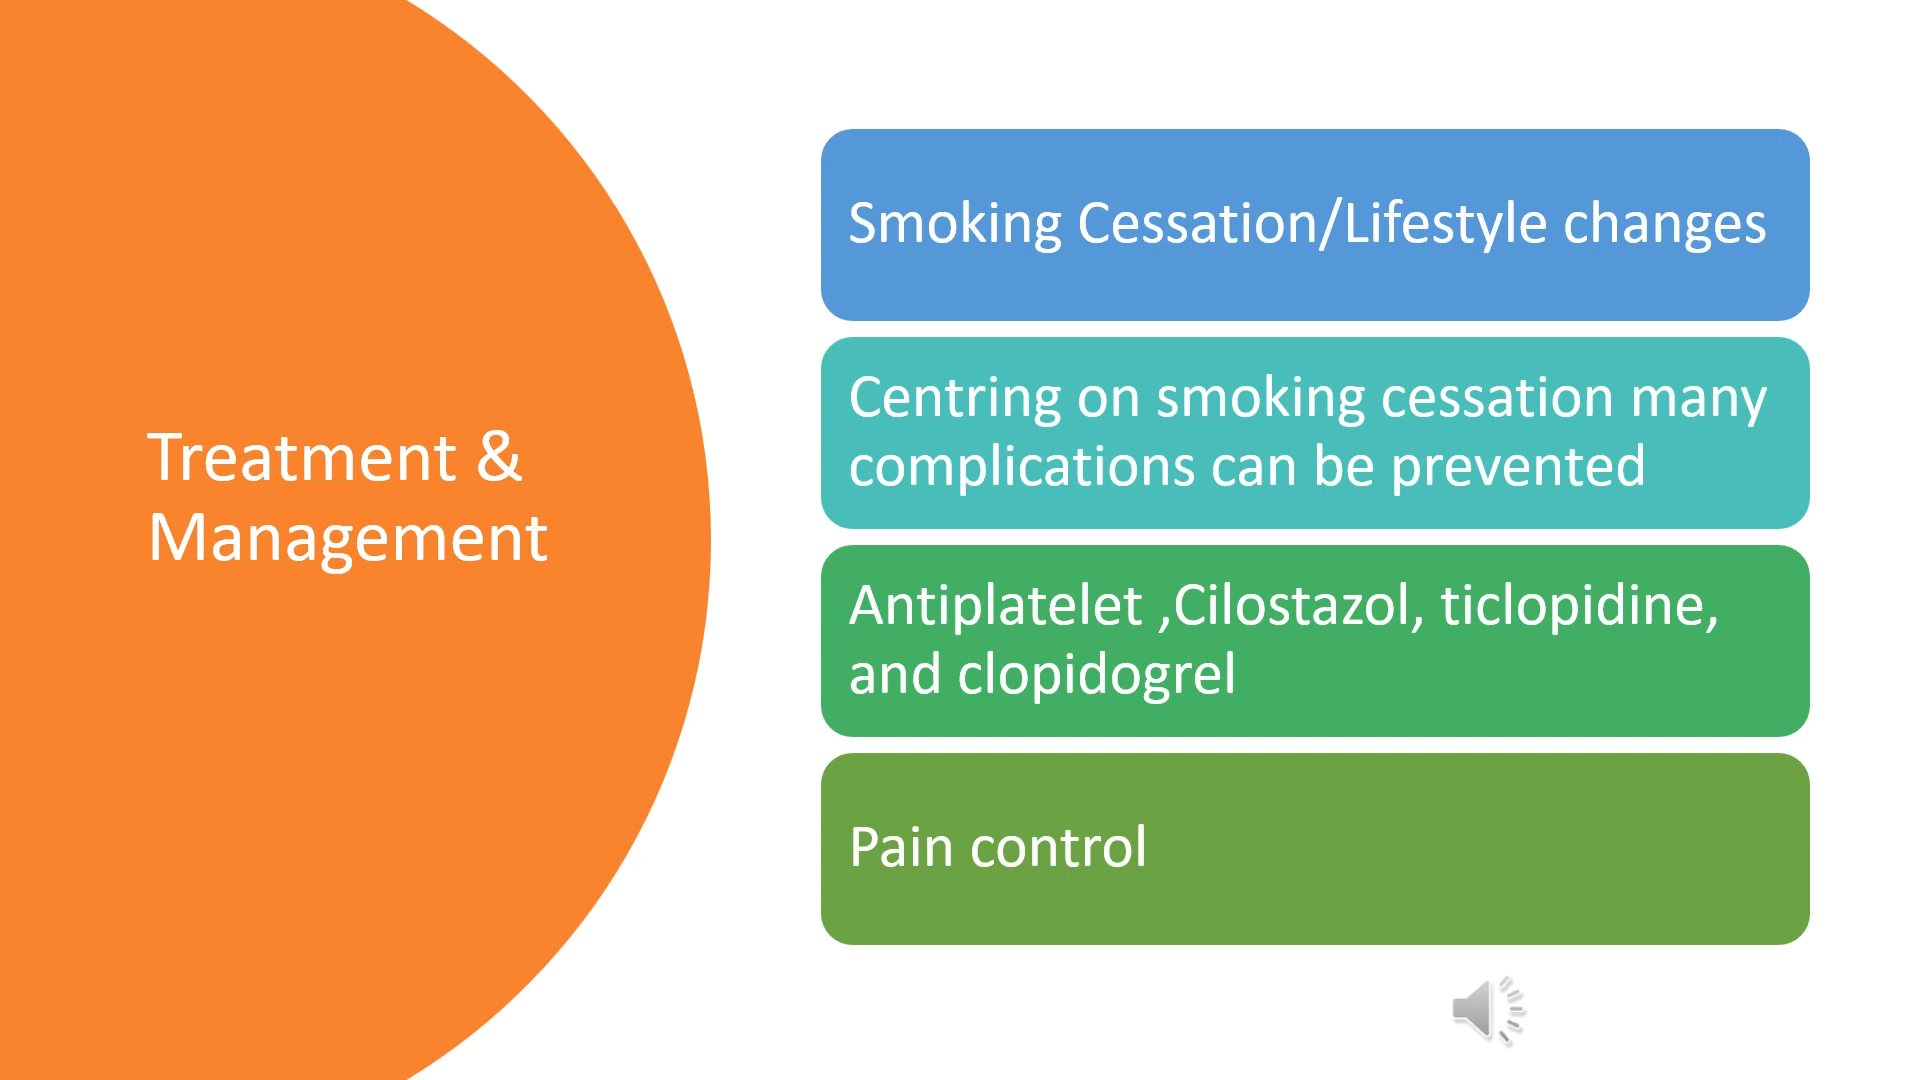 Treatment &
Management
Smoking Cessation/Lifestyle changes
Centring on smoking cessation many
complications can be prevented
Antiplatelet ,Cilostazol, ticlopidine,
and clopidogrel
Pain control